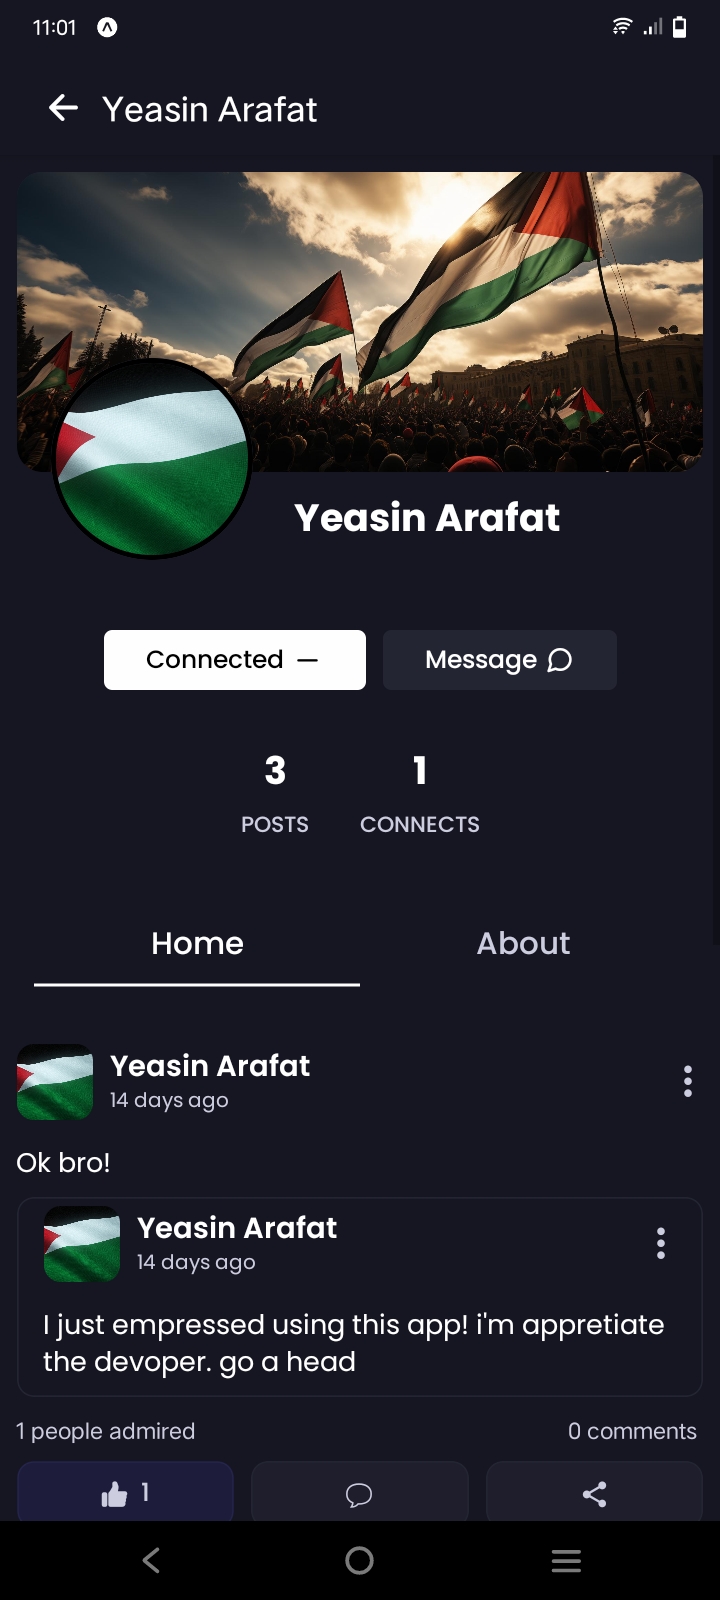 11:01
Yeasin Arafat
Yeasin Arafat
Connected
Message
3 1
POSTS CONNECTS
Home About
Yeasin Arafat
14 days ago
Ok bro!
Yeasin Arafat
14 days ago
I just empressed using this app! i'm appretiate
the devoper. go a head
1 people admired 0 comments
1